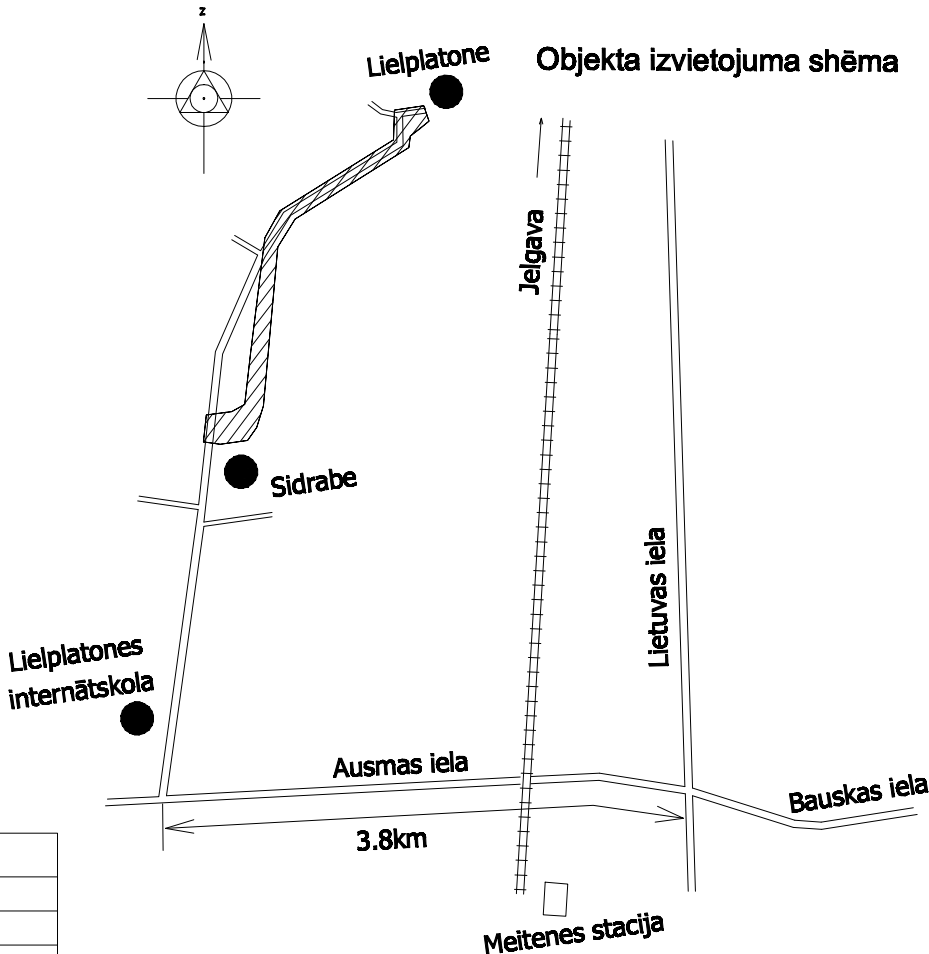 z
Lielplatone
Objekta izvietojuma shēma
Jelgava
Sidrabe
Lietuvas iela
Lielplatones
internātskola
Ausmas iela
Bauskas iela
3.8km
Meitenes stacija